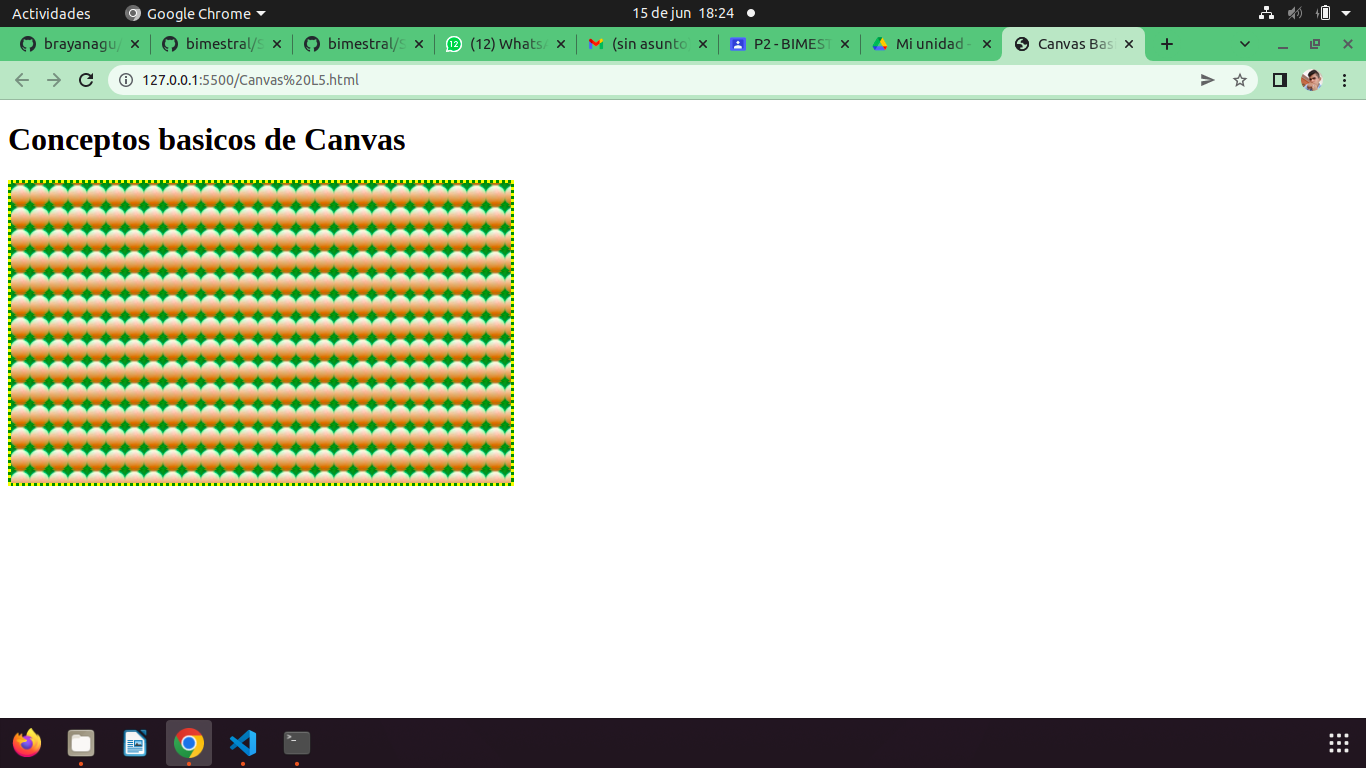 Actividades Google Chrome 15 de jun 18:24
brayanagu/ bimestral/S bimestral/S (12) WhatsA (sin asunto) P2 - BIMEST Mi unidad - Canvas Bas
127.0.0.1:5500/Canvas%20L5.html
Conceptos basicos de Canvas